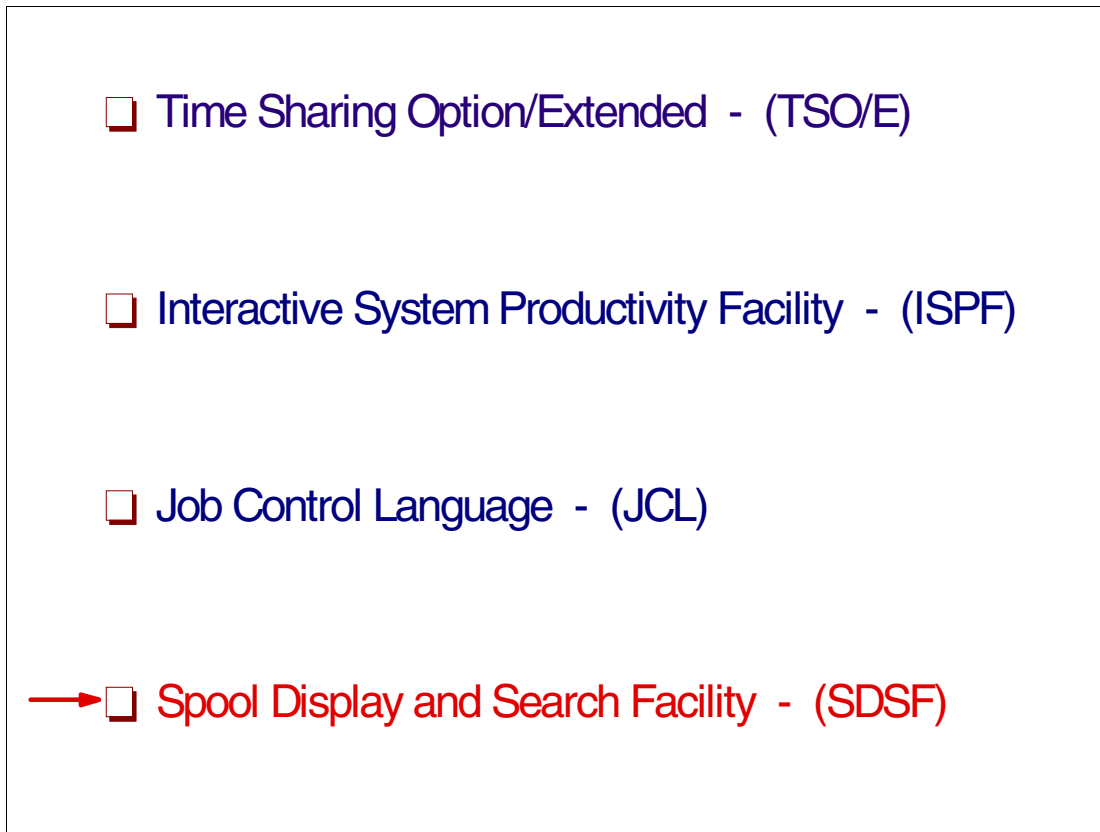 Time Sharing Option/Extended - (TSO/E)
Interactive System Productivity Facility - (ISPF)
Job Control Language - (JCL)
Spool Display and Search Facility - (SDSF)